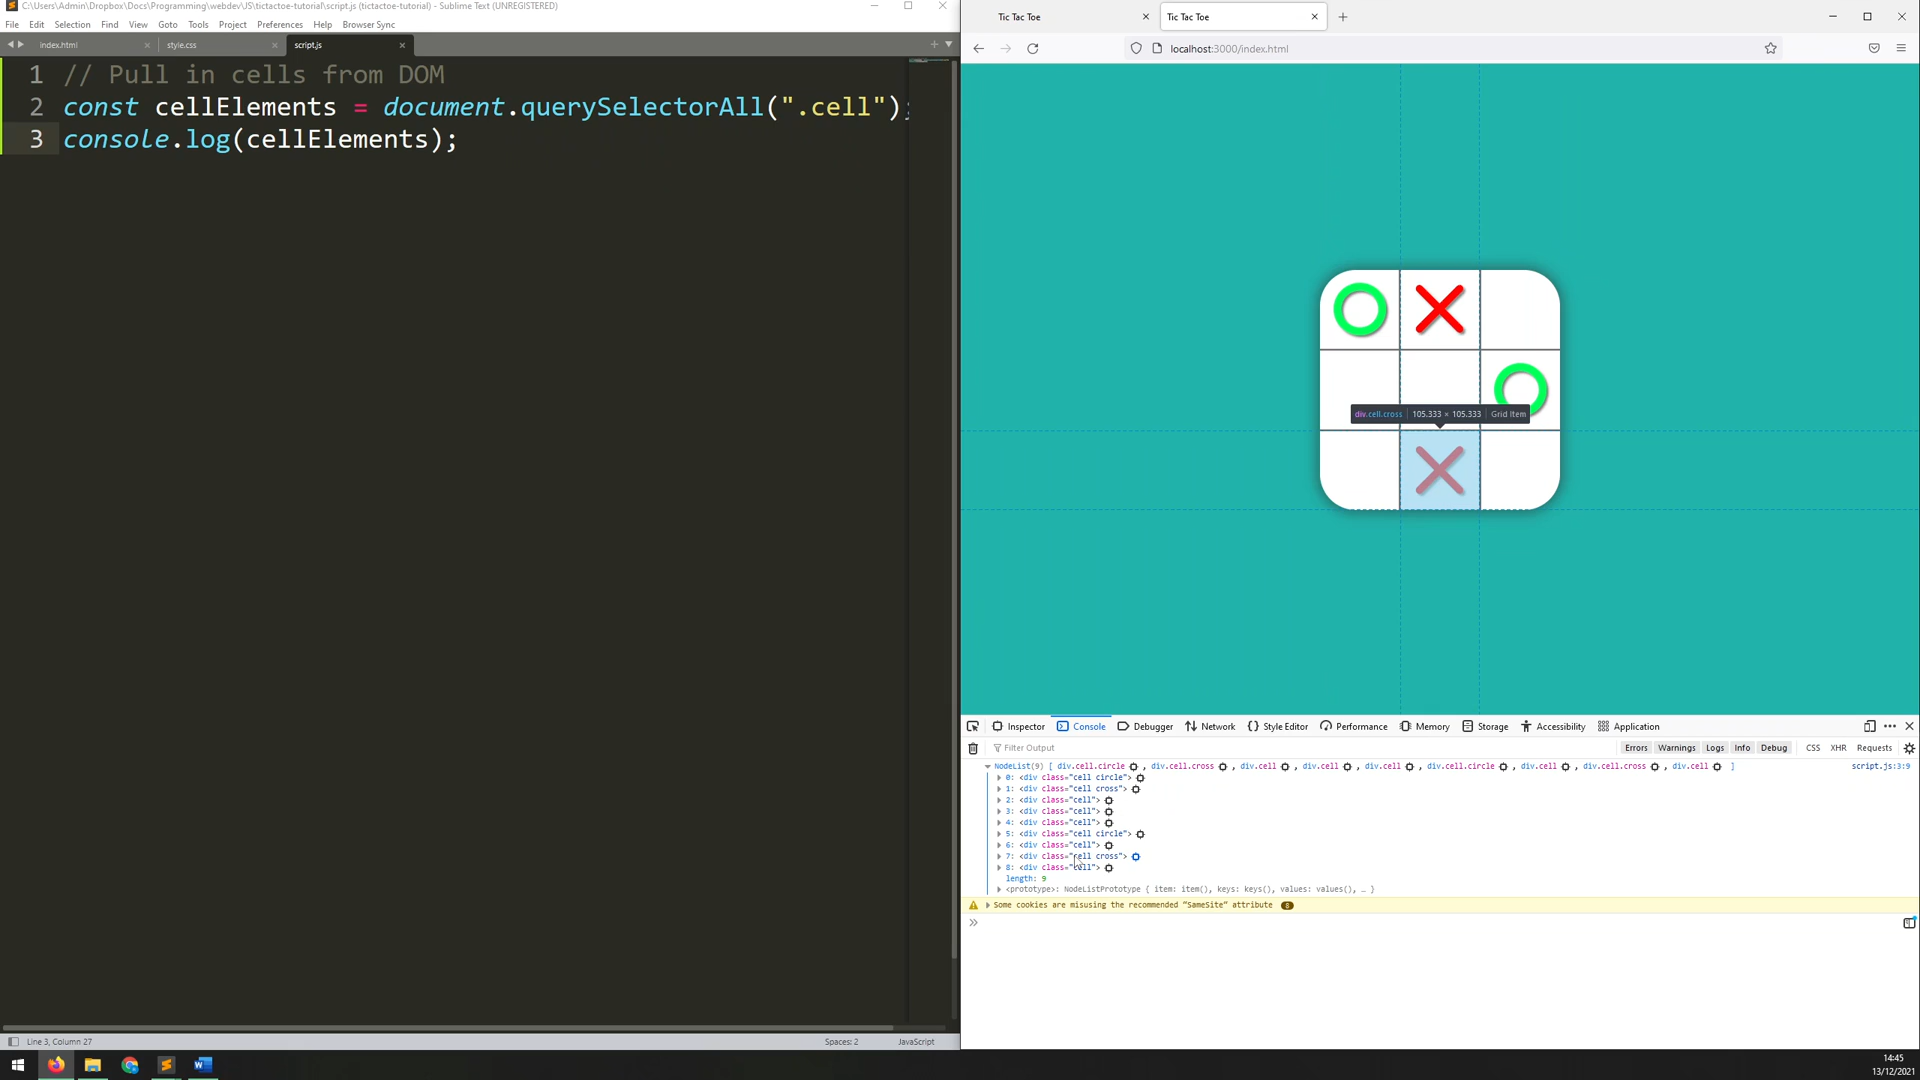 C:\Users\Admin\Dropbox\Docs\Programming\webdev\JS\tictactoe-tutorial\script.js (tictactoe-tutorial) - Sublime Text (UNREGISTERED)
File Edit Selection Find View Goto Tools Project Preferences Help Browser Sync
index.html style.css script.js
1 // Pull in cells from DOM
2 const cellElements = document.querySelectorAll(".cell");
3 console.log(cellElements);
Line 3, Column 27 Spaces: 2 JavaScript
Tic Tac Toe Tic Tac Toe
localhost:3000/index.html
div.cell.cross 105.333 × 105.333 Grid Item
Inspector Console Debugger Network Style Editor Performance Memory Storage Accessibility Application
Filter Output Errors Warnings Logs Info Debug CSS XHR Requests
NodeList(9) [ div.cell.circle , div.cell.cross , div.cell , div.cell , div.cell , div.cell.circle , div.cell , div.cell.cross , div.cell ] script.js:3:9
0: <div class="cell circle">
1: <div class="cell cross">
2: <div class="cell">
3: <div class="cell">
4: <div class="cell">
5: <div class="cell circle">
6: <div class="cell">
7: <div class="cell cross">
8: <div class="cell">
length: 9
<prototype>: NodeListPrototype { item: item(), keys: keys(), values: values(), … }
Some cookies are misusing the recommended “SameSite” attribute 8
14:45
13/12/2021